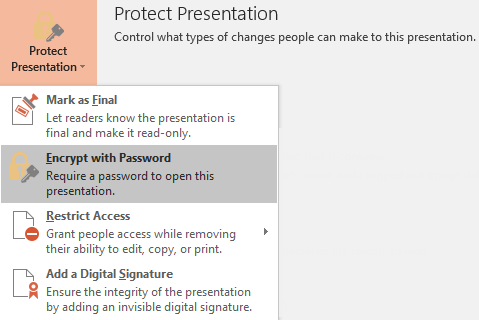 Protect Presentation
Control what types of changes people can make to this presentation.
Protect
Presentation
Mark as Final
Let readers know the presentation is
final and make it read-only.
Encrypt with Password
Require a password to open this
presentation.
Restrict Access
Grant people access while removing
their ability to edit, copy, or print.
Add a Digital Signature
Ensure the integrity of the presentation
by adding an invisible digital signature.